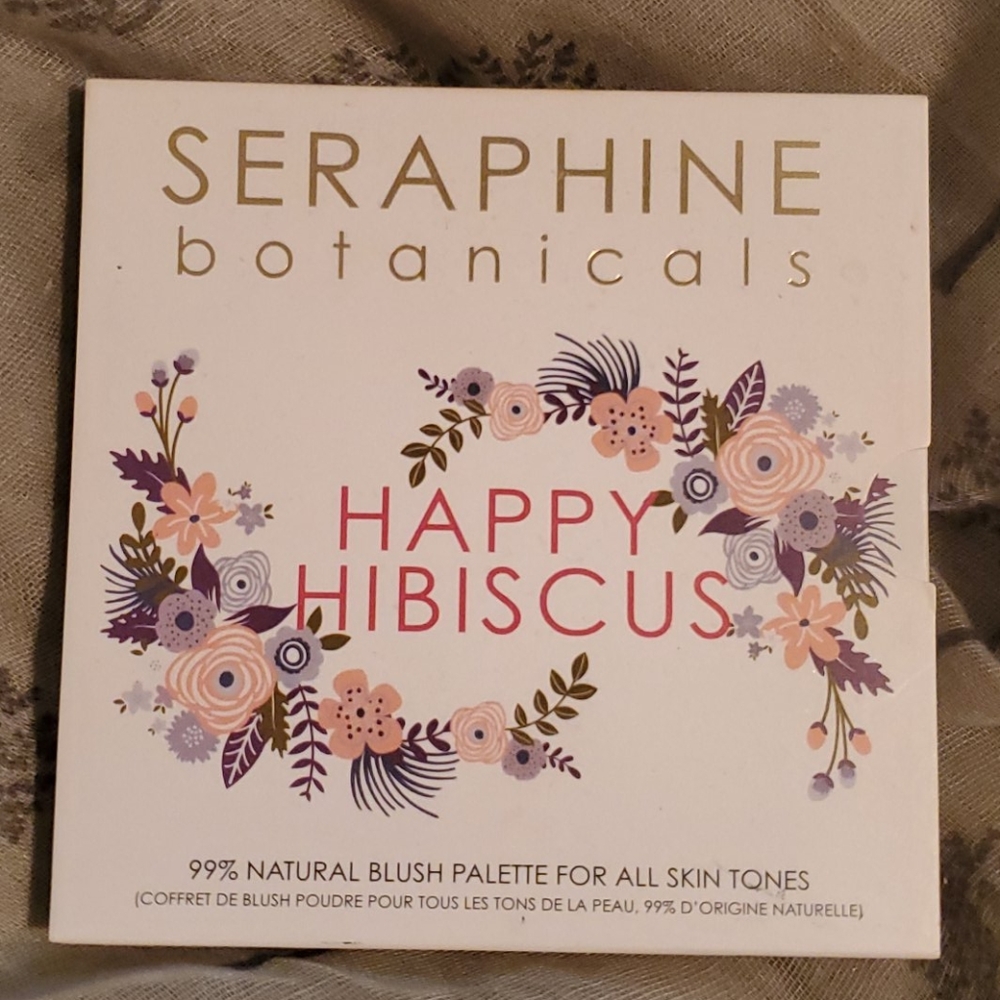 SERAPHINE
botanicals
HAPPY
HIBISCUS
99% NATURAL BLUSH PALETTE FOR ALL SKIN TONES
(COFFRET DE BLUSH POUDRE POUR TOUS LES TONS DE LA PEAU, 99% D'ORIGINE NATURELLE)